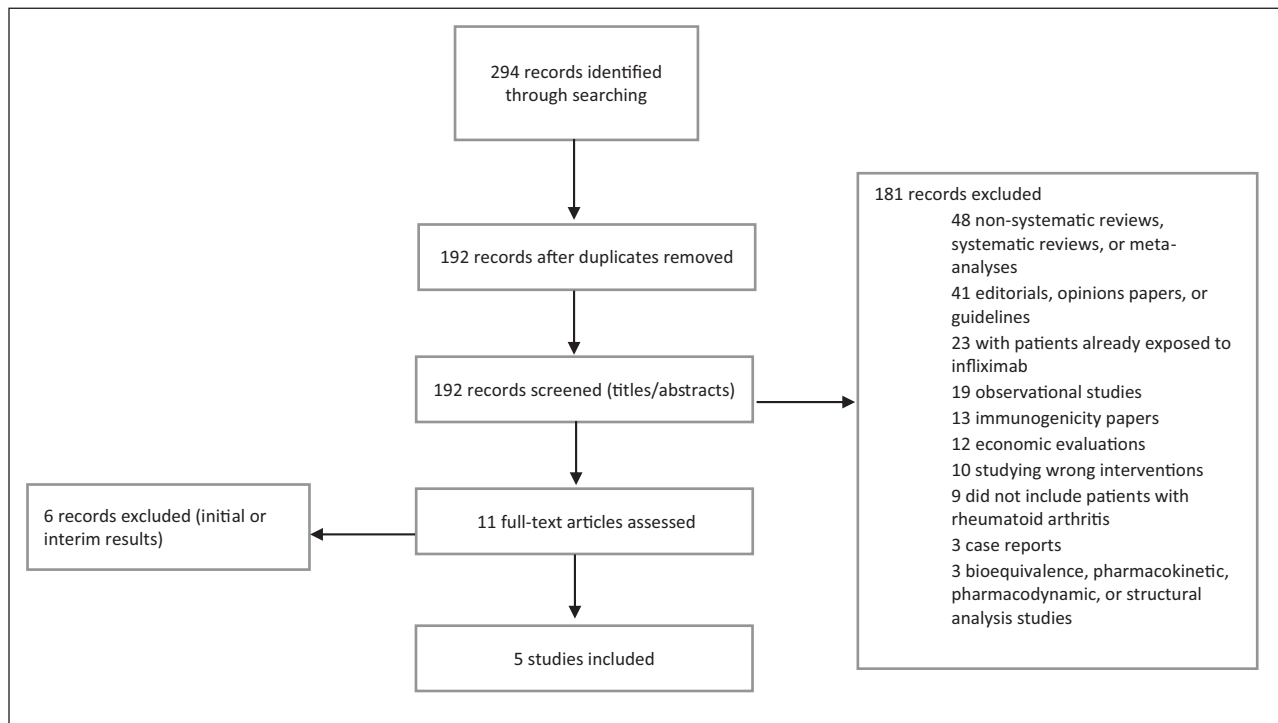 294 records identified
through searching
192 records after duplicates removed
192 records screened (titles/abstracts)
181 records excluded
48 non-systematic reviews,
systematic reviews, or meta-
analyses
41 editorials, opinions papers, or
guidelines
23 with patients already exposed to
infliximab
19 observational studies
13 immunogenicity papers
12 economic evaluations
10 studying wrong interventions
9 did not include patients with
rheumatoid arthritis
3 case reports
3 bioequivalence, pharmacokinetic,
pharmacodynamic, or structural
analysis studies
11 full-text articles assessed
6 records excluded (initial or
interim results)
5 studies included